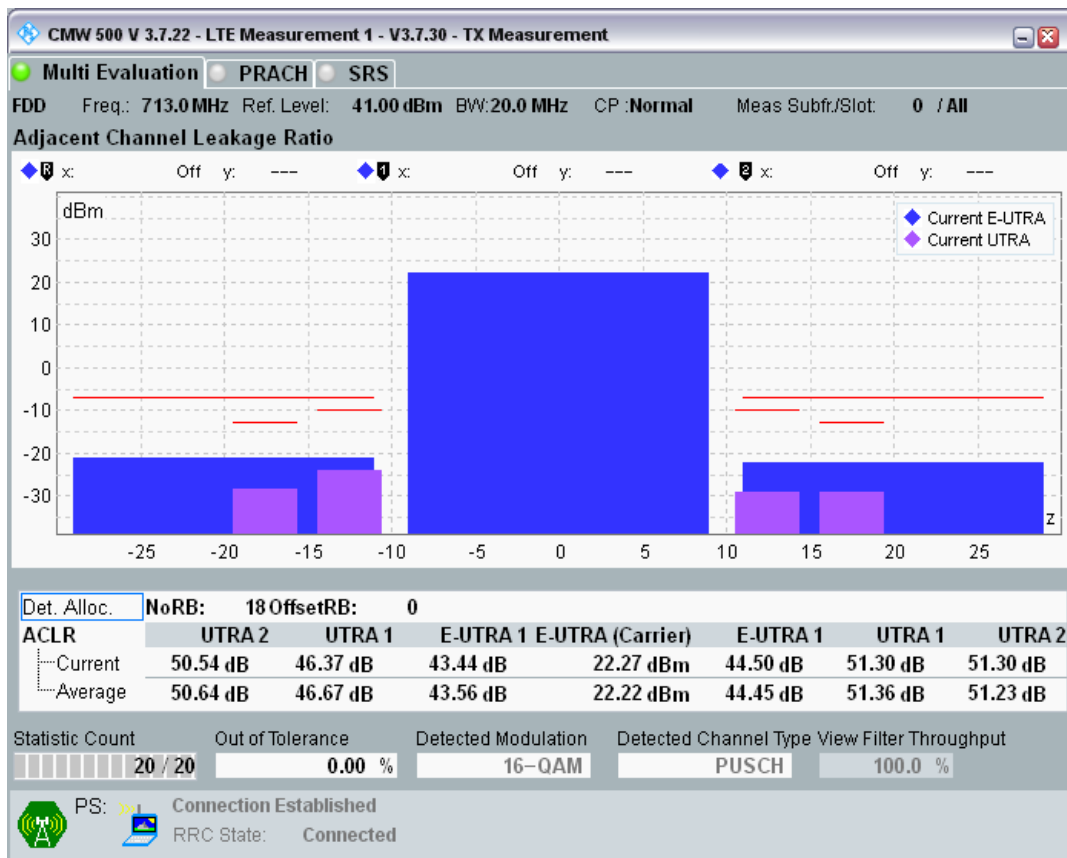 CMW 500 V 3.7.22 - LTE Measurement 1 - V3.7.30 - TX Measurement
Multi Evaluation PRACH SRS
FDD Freq.: 713.0 MHz Ref. Level: 41.00 dBm BW:20.0 MHz CP :Normal Meas Subfr./Slot: 0 / All
Adjacent Channel Leakage Ratio
R x: Off y: --- 1 x: Off y: --- 2 x: Off y: ---
dBm
Current E-UTRA
Current UTRA
30
20
10
0
-10
-20
-30
z
-25 -20 -15 -10 -5 0 5 10 15 20 25
Det. Alloc. NoRB: 18 OffsetRB: 0
ACLR UTRA 2 UTRA 1 E-UTRA 1 E-UTRA (Carrier) E-UTRA 1 UTRA 1 UTRA 2
Current 50.54 dB 46.37 dB 43.44 dB 22.27 dBm 44.50 dB 51.30 dB 51.30 dB
Average 50.64 dB 46.67 dB 43.56 dB 22.22 dBm 44.45 dB 51.36 dB 51.23 dB
Statistic Count Out of Tolerance Detected Modulation Detected Channel Type View Filter Throughput
20 / 20 0.00 % 16-QAM PUSCH 100.0 %
PS: Connection Established
RRC State: Connected